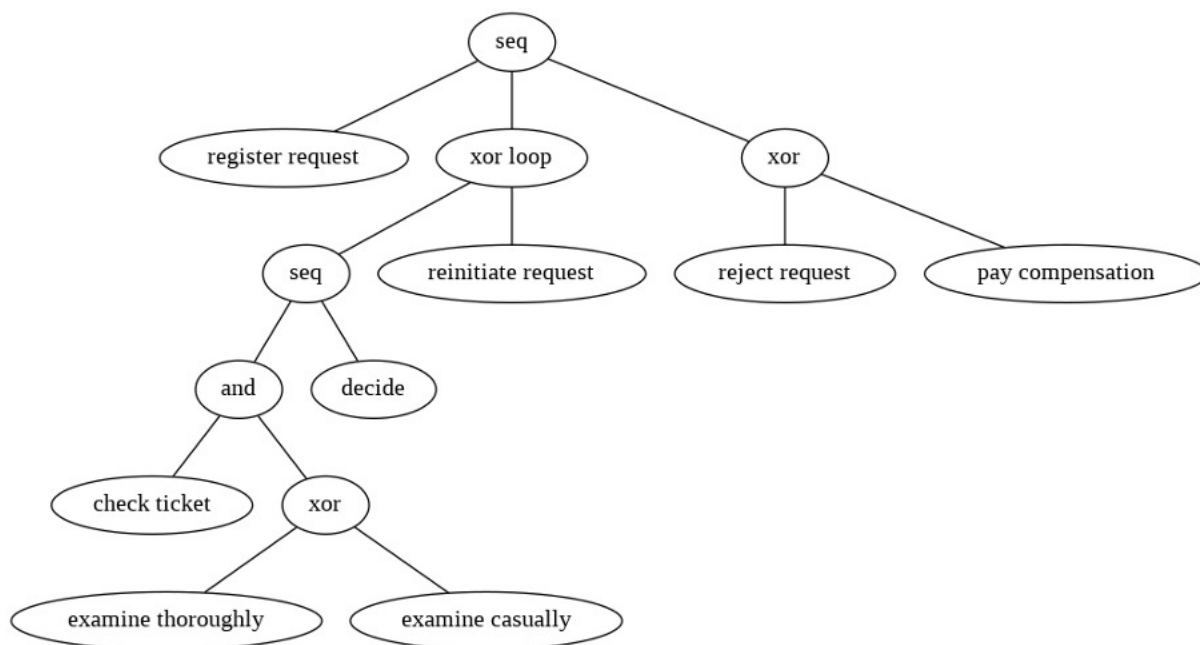 seq
register request
xor loop
xor
seq
reinitiate request
reject request
pay compensation
and
decide
check ticket
xor
examine thoroughly
examine casually